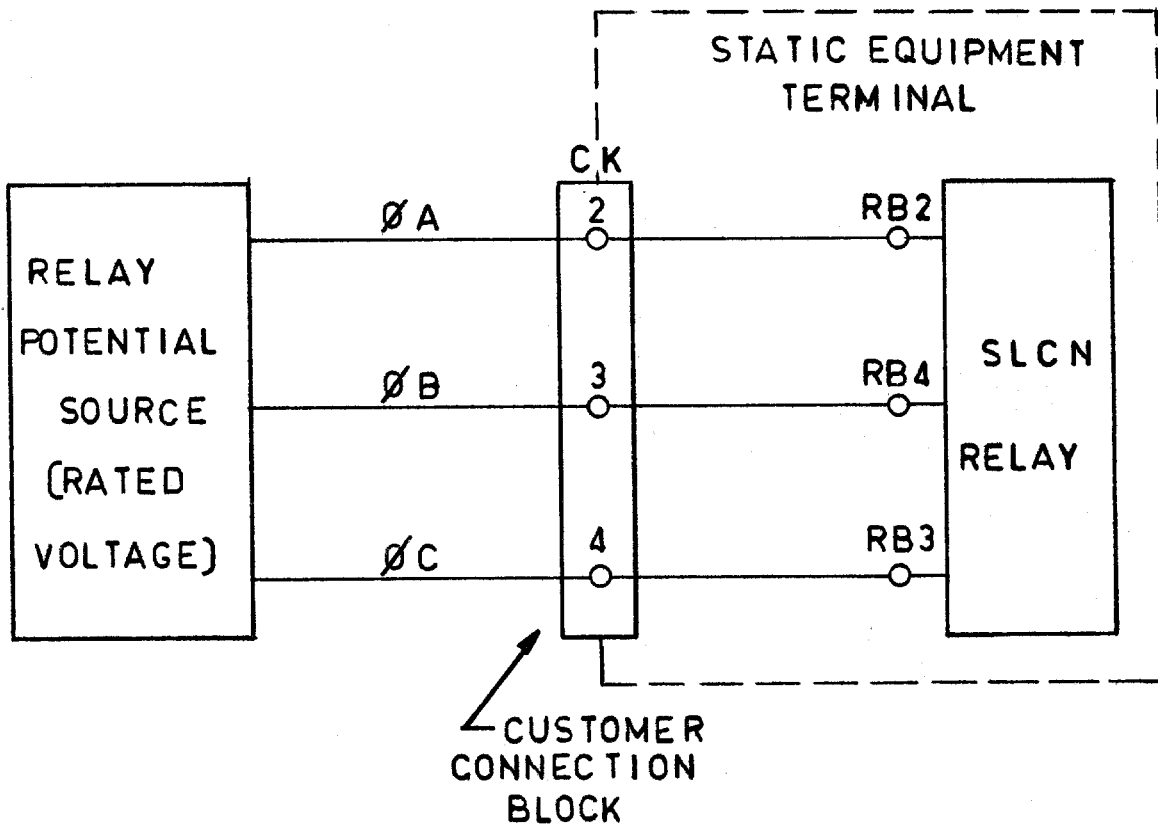 STATIC EQUIPMENT
TERMINAL
CK
RELAY
POTENTIAL
SOURCE
(RATED
VOLTAGE)
ØA
2
RB2
ØB
3
RB4
ØC
4
RB3
SLCN
RELAY
CUSTOMER
CONNECTION
BLOCK